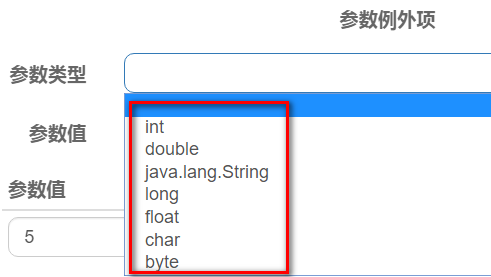 参数例外项
参数类型
int
参数值
double
java.lang.String
参数值
long
float
5
char
byte